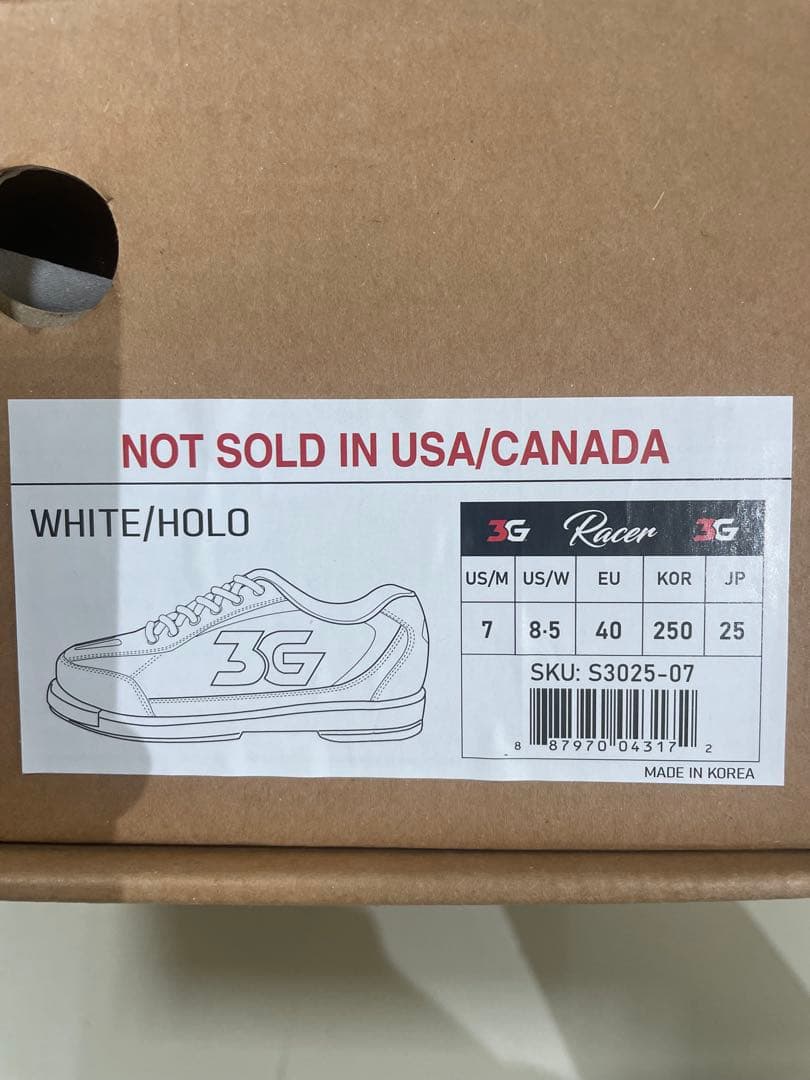 NOT SOLD IN USA/CANADA
WHITE/HOLO
3G
3G Racer 3G
US/M US/W EU KOR JP
7 8·5 40 250 25
SKU: S3025-07
8 87970 04317 2
MADE IN KOREA